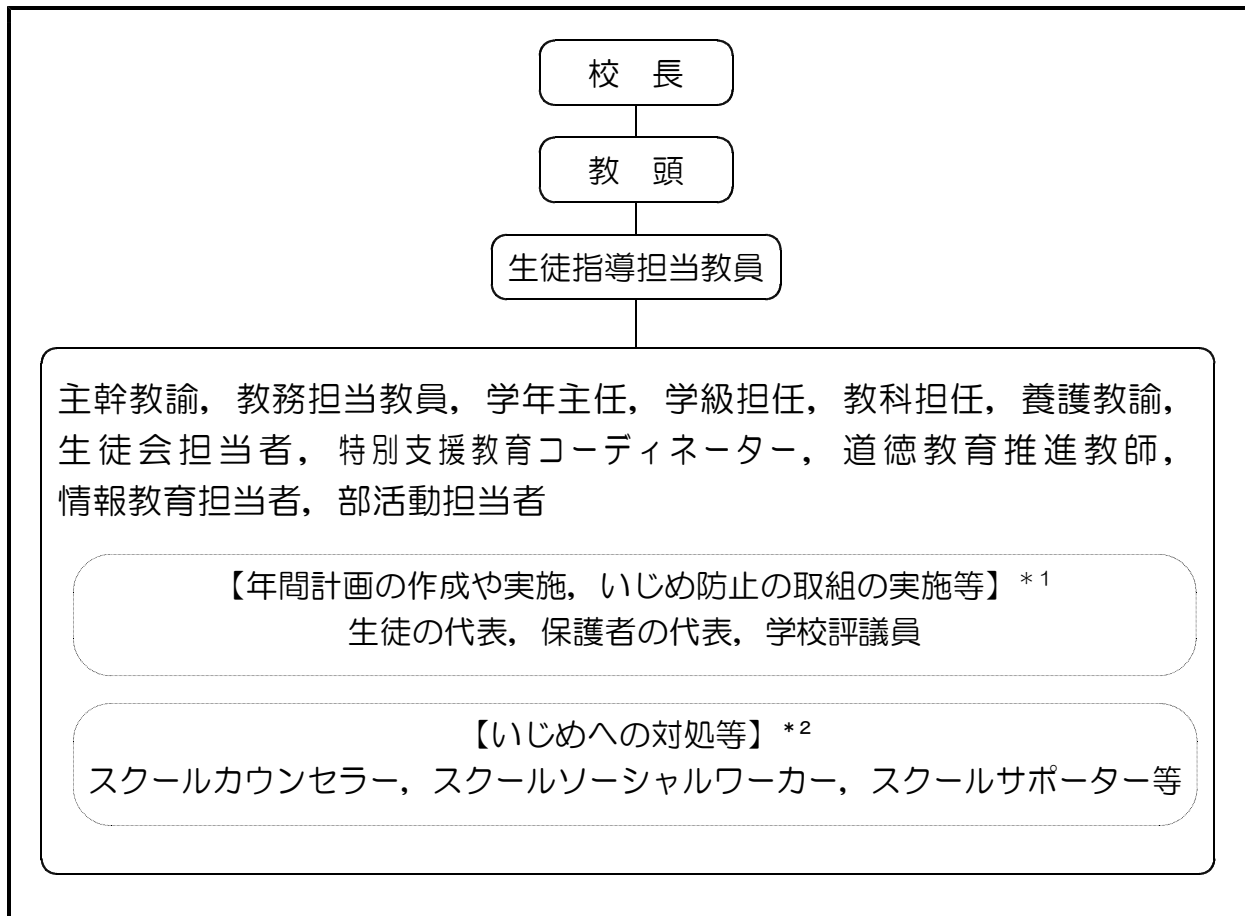 校　長
教　頭
生徒指導担当教員
主幹教諭，教務担当教員，学年主任，学級担任，教科担任，養護教諭，
生徒会担当者，特別支援教育コーディネーター，道徳教育推進教師，
情報教育担当者，部活動担当者
【年間計画の作成や実施，いじめ防止の取組の実施等】＊１
生徒の代表，保護者の代表，学校評議員
【いじめへの対処等】*２
スクールカウンセラー，スクールソーシャルワーカー，スクールサポーター等